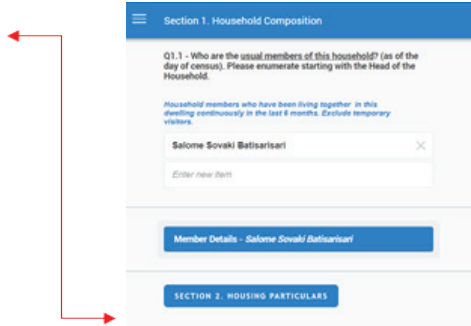 Section 1. Household Composition
Q1.1 - Who are the usual members of this household? (as of the
day of census). Please enumerate starting with the Head of the
Household.
Household members who have been living together in this
dwelling continuously in the last 6 months. Exclude temporary
visitors.
Salome Sovaki Batisarisari
Enter new item
Member Details - Salome Sovaki Batisarisari
SECTION 2. HOUSING PARTICULARS